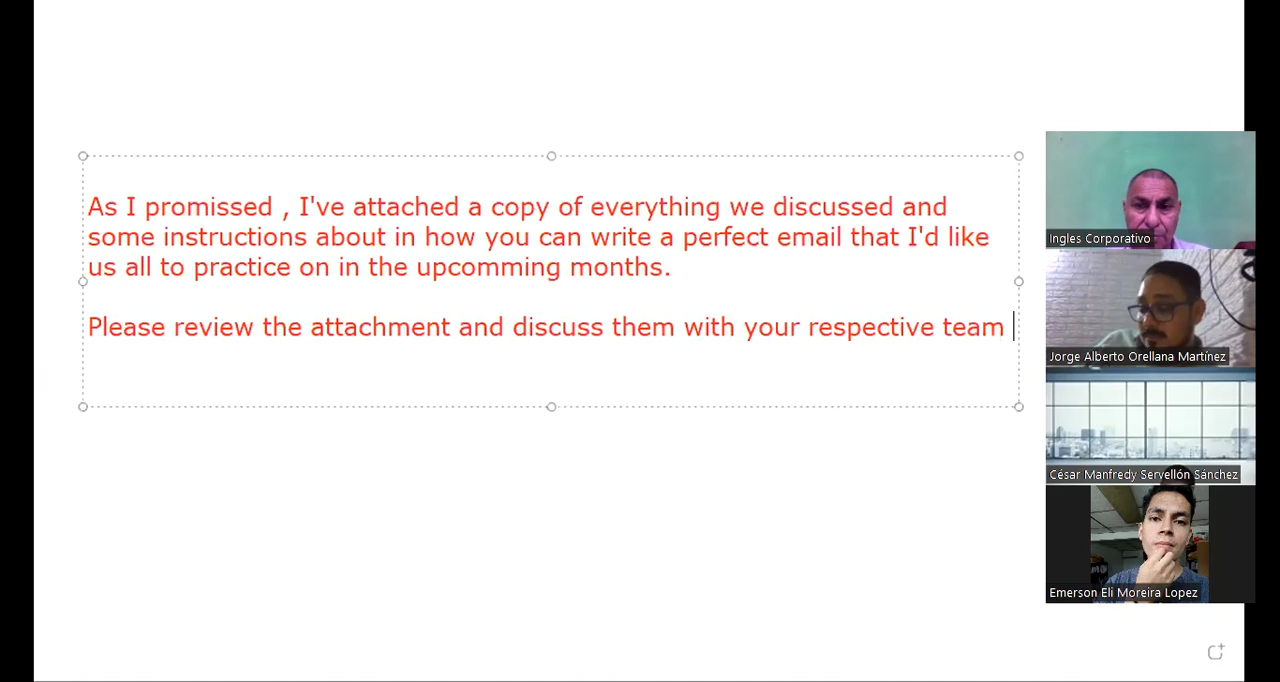 As I promissed , I've attached a copy of everything we discussed and
some instructions about in how you can write a perfect email that I'd like
us all to practice on in the upcomming months.
Please review the attachment and discuss them with your respective team
Ingles Corporativo
Jorge Alberto Orellana Martínez
César Manfredy Servellón Sánchez
Emerson Eli Moreira Lopez